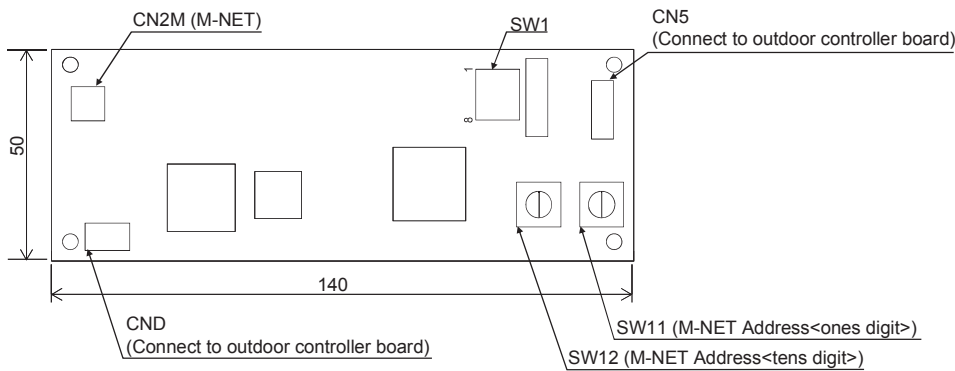 CN2M (M-NET)
SW1
CN5
(Connect to outdoor controller board)
1
8
50
140
CND
(Connect to outdoor controller board)
SW11 (M-NET Address<ones digit>)
SW12 (M-NET Address<tens digit>)